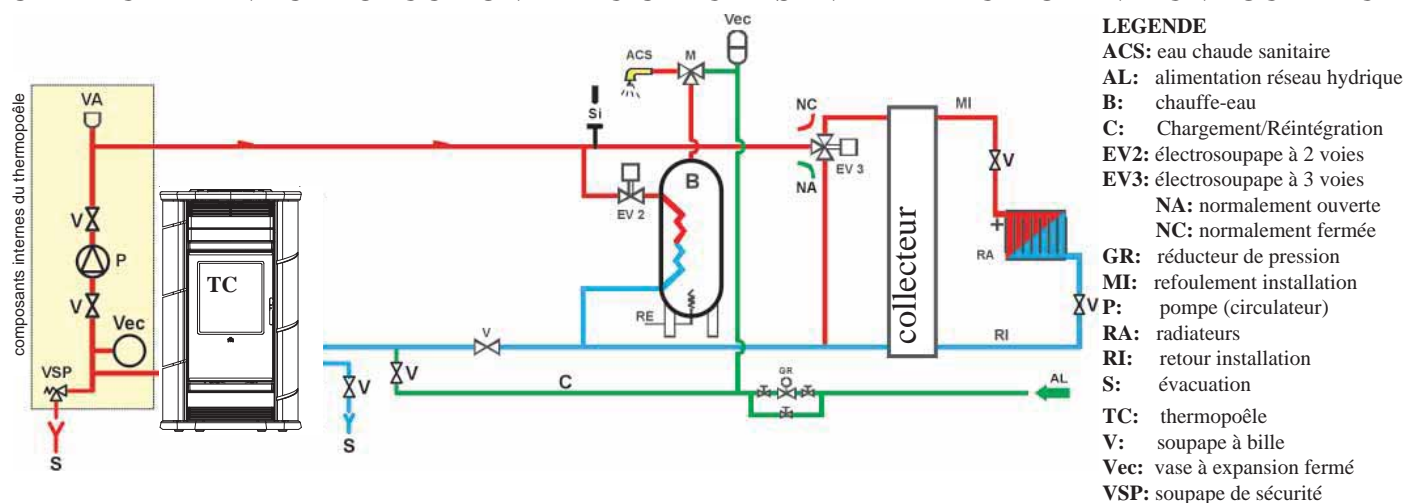 composants internes du thermopoêle
VA
V
P
V
Vec
VSP
S
TC
V
S
ACS
M
Vec
Si
EV 2
B
RE
V
V
C
GR
AL
NC
NA
EV 3
collecteur
MI
V
+
RA
V
RI
LEGENDE
ACS: eau chaude sanitaire
AL: alimentation réseau hydrique
B: chauffe-eau
C: Chargement/Réintégration
EV2: électrosoupape à 2 voies
EV3: électrosoupape à 3 voies
NA: normalement ouverte
NC: normalement fermée
GR: réducteur de pression
MI: refoulement installation
P: pompe (circulateur)
RA: radiateurs
RI: retour installation
S: évacuation
TC: thermopoêle
V: soupape à bille
Vec: vase à expansion fermé
VSP: soupape de sécurité